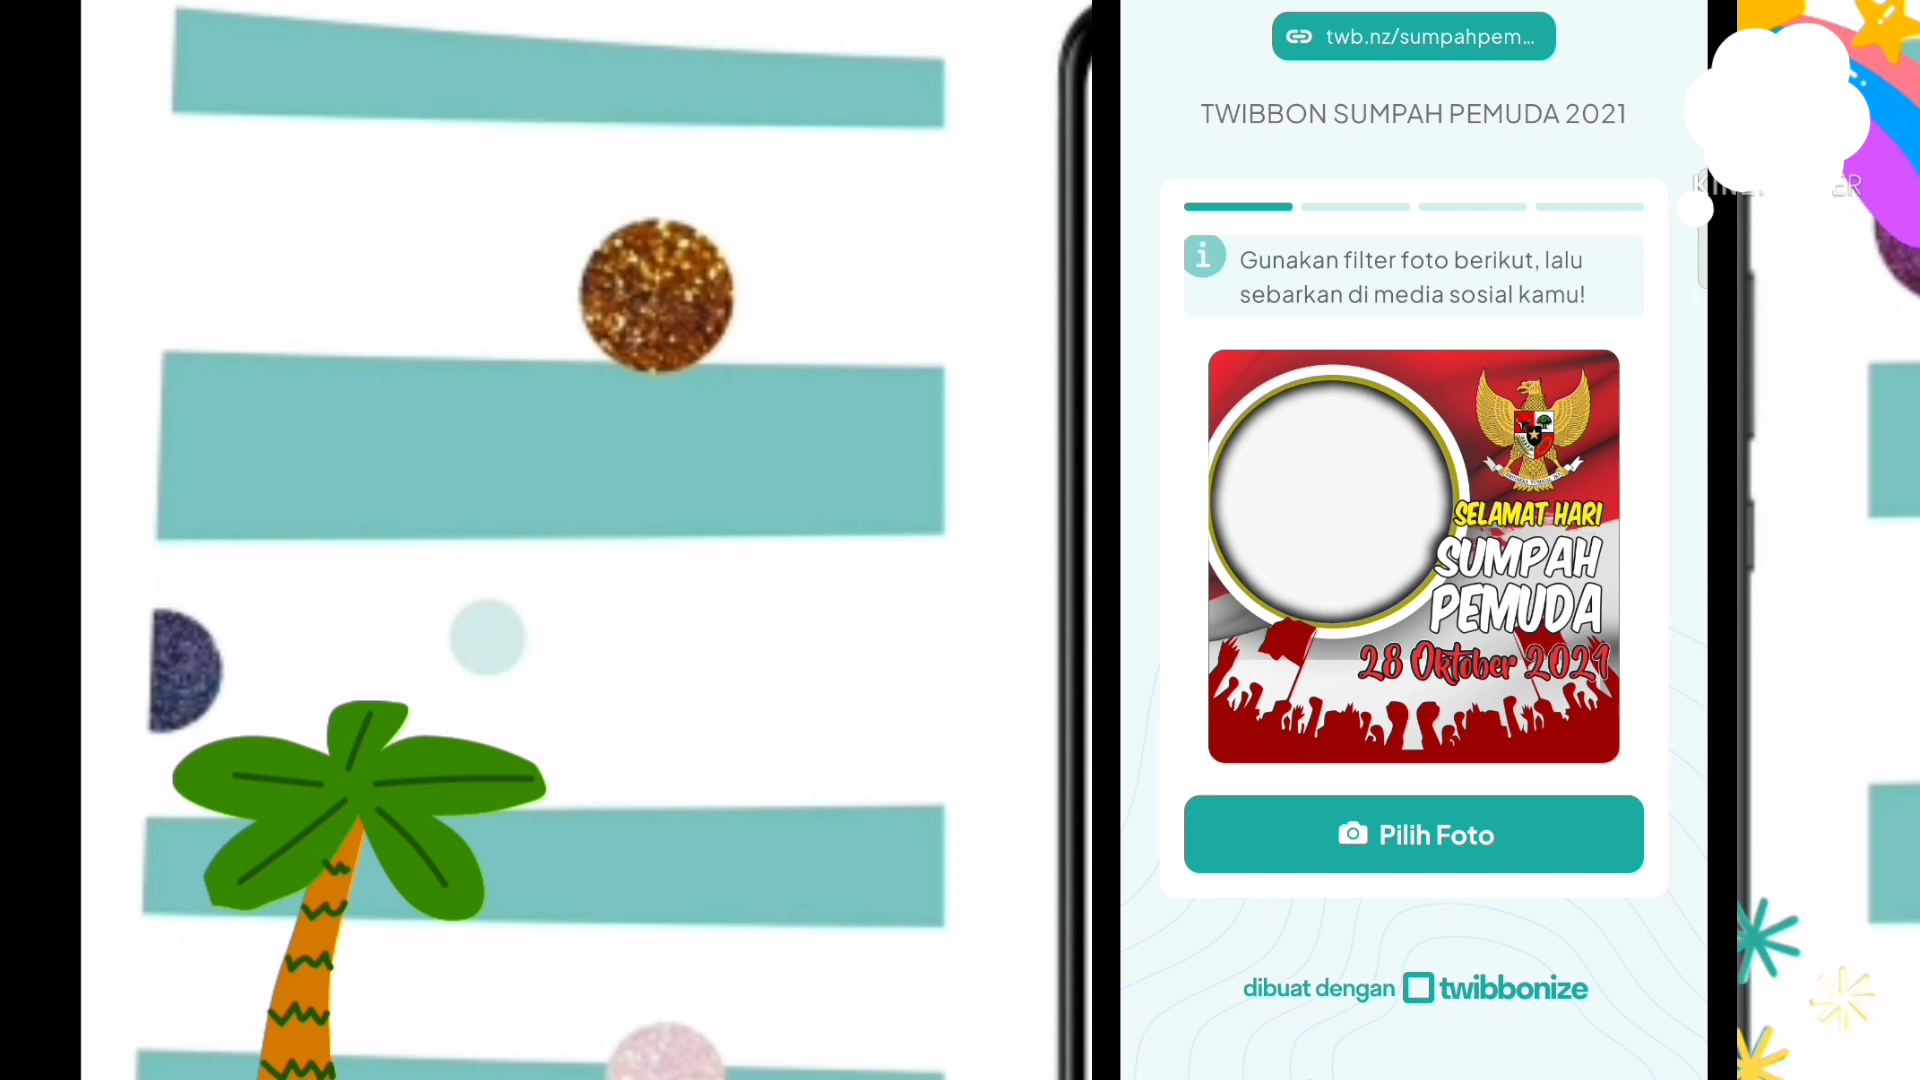 twb.nz/sumpahpem...
TWIBBON SUMPAH PEMUDA 2021
Gunakan filter foto berikut, lalu
sebarkan di media sosial kamu!
SELAMAT HARI
SUMPAH
PEMUDA
28 Oktober 2021
Pilih Foto
dibuat dengan twibbonize